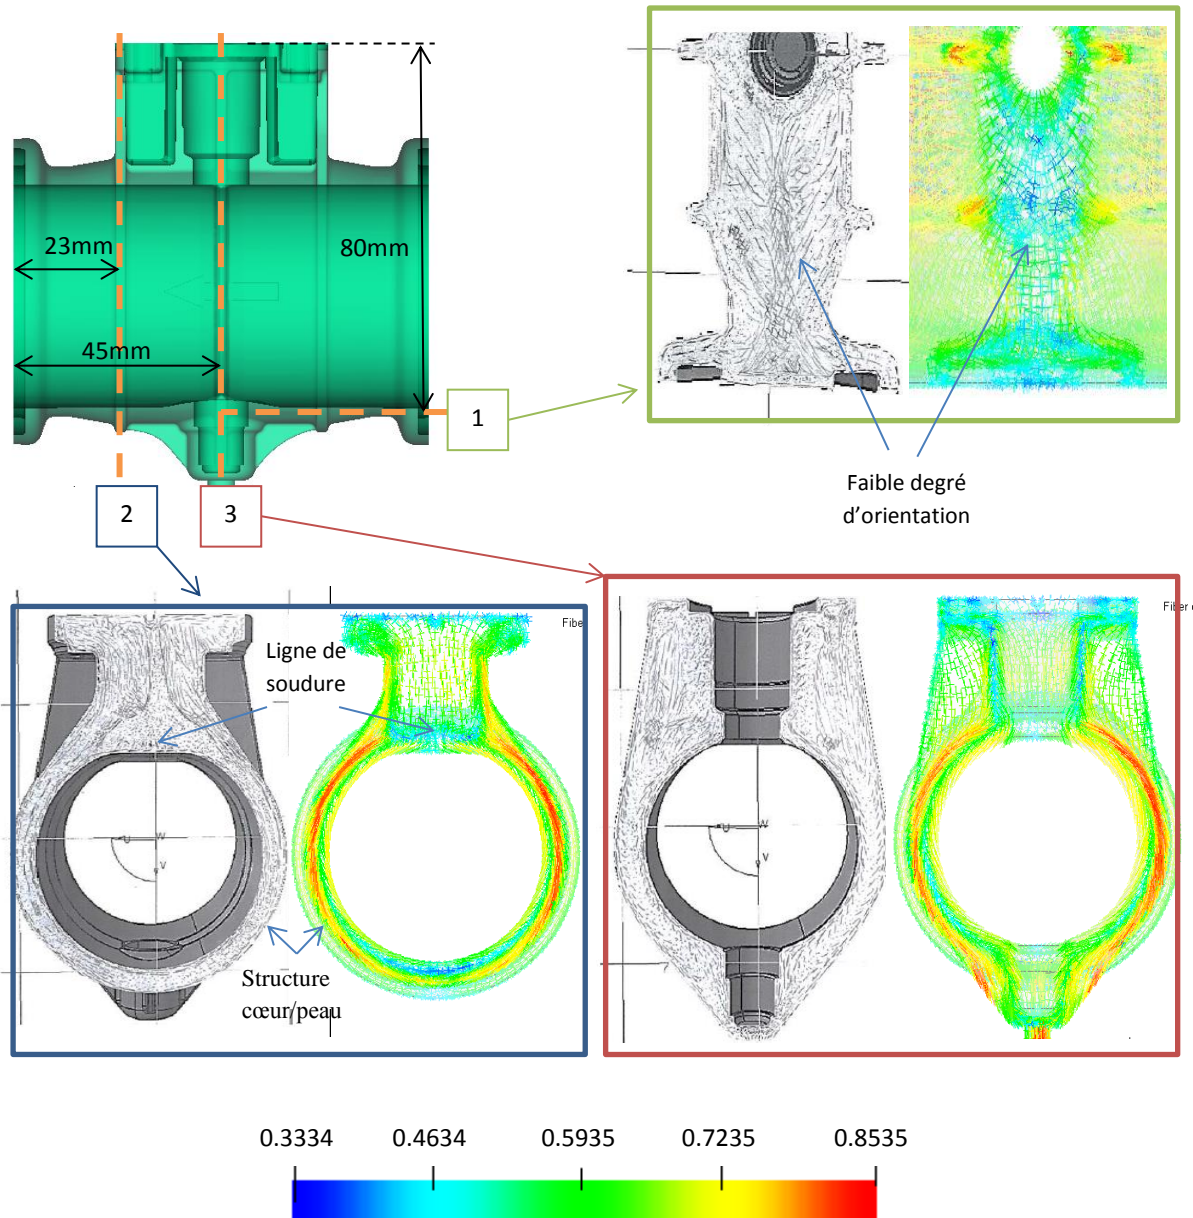 23mm
80mm
45mm
1
2
3
Faible degré
d’orientation
Ligne de
soudure
Fiber
Structure
cœur/peau
U
W
V
U
W
V
Fiber
0.3334
0.4634
0.5935
0.7235
0.8535